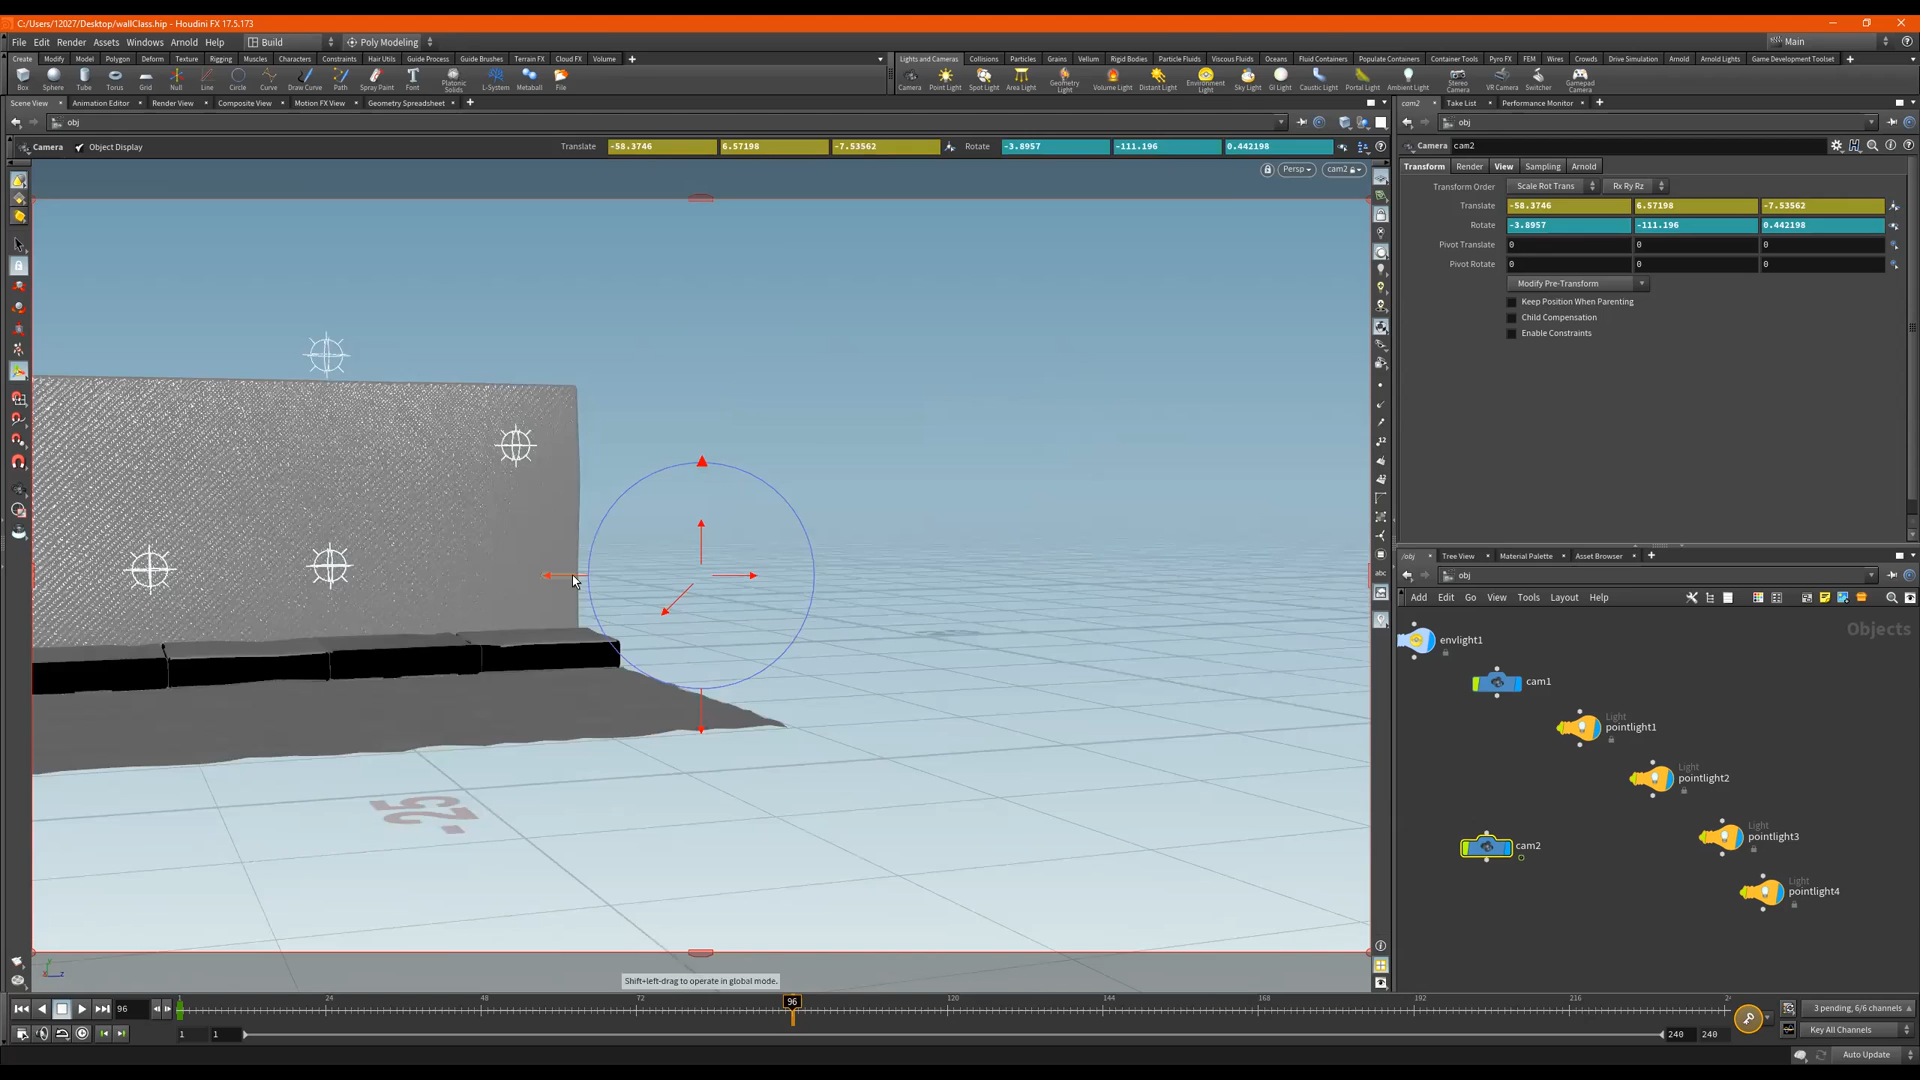 C:/Users/12027/Desktop/wallClass.hip - Houdini FX 17.5.173
File Edit Render Assets Windows Arnold Help Build Poly Modeling Main
Create Modify Model Polygon Deform Texture Rigging Muscles Characters Constraints Hair Utils Guide Process Guide Brushes Terrain FX Cloud FX Volume
Lights and Cameras Collisions Particles Grains Vellum Rigid Bodies Particle Fluids Viscous Fluids Oceans Fluid Containers Populate Containers Container Tools Pyro FX FEM Wires Crowds Drive Simulation Arnold Arnold Lights Game Development Toolset
Box Sphere Tube Torus Grid Null Line Circle Curve Draw Curve Path Spray Paint Font Platonic Solids L-System Metaball File
Camera Point Light Spot Light Area Light Geometry Light Volume Light Distant Light Environment Light Sky Light GI Light Caustic Light Portal Light Ambient Light Stereo Camera VR Camera Switcher Gamepad Camera
Scene View Animation Editor Render View Composite View Motion FX View Geometry Spreadsheet
cam2 Take List Performance Monitor
obj
obj
Camera Object Display Translate -58.3746 6.57198 -7.53562 Rotate -3.8957 -111.196 0.442198
Camera cam2
Persp cam2
Transform Render View Sampling Arnold
Transform Order Scale Rot Trans Rx Ry Rz
Translate -58.3746 6.57198 -7.53562
Rotate -3.8957 -111.196 0.442198
Pivot Translate 0 0 0
Pivot Rotate 0 0 0
Modify Pre-Transform
Keep Position When Parenting
Child Compensation
Enable Constraints
abc
-25
/obj Tree View Material Palette Asset Browser
obj
Add Edit Go View Tools Layout Help
Objects
envlight1
cam1
Light
pointlight1
Light
pointlight2
Light
pointlight3
cam2
Light
pointlight4
Shift+left-drag to operate in global mode.
96 1 24 48 72 96 120 144 168 192 216
3 pending, 6/6 channels
1 1 240 240
Key All Channels
Auto Update